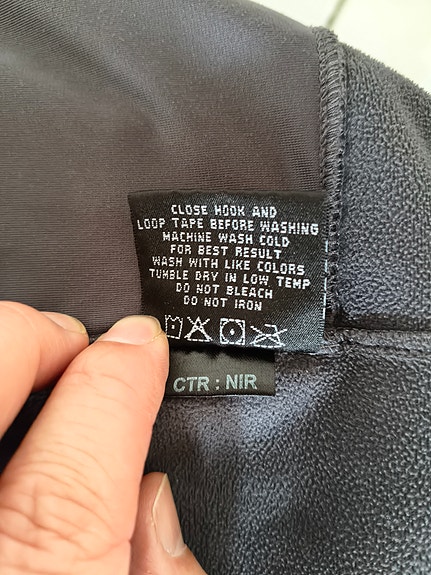 CLOSE HOOK AND
LOOP TAPE BEFORE WASHING
MACHINE WASH COLD
FOR BEST RESULT
WASH WITH LIKE COLORS
TUMBLE DRY IN LOW TEMP
DO NOT BLEACH
DO NOT IRON
CTR : NIR